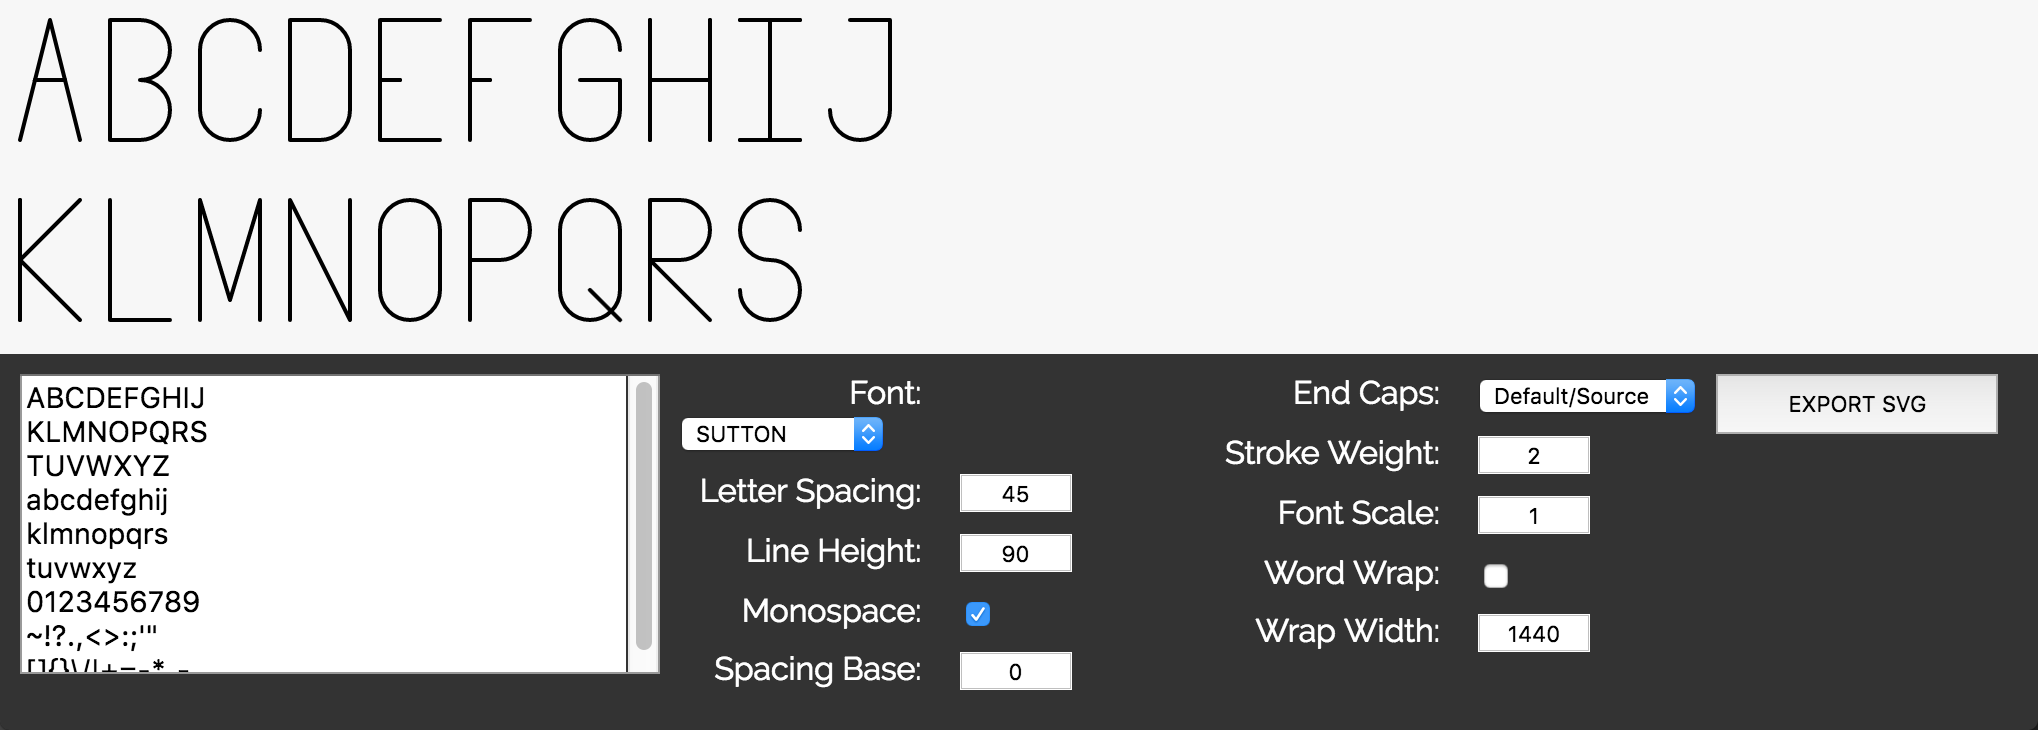 ABCDEFGHIJ
KLMNOPQRS
ABCDEFGHIJ
KLMNOPQRS
TUVWXYZ
abcdefghij
klmnopqrs
tuvwxyz
0123456789
~!?.,<>:;'"
[]{}\/|+=-*_-
Font:
SUTTON
Letter Spacing: 45
Line Height: 90
Monospace:
Spacing Base: 0
End Caps: Default/Source
Stroke Weight: 2
Font Scale: 1
Word Wrap:
Wrap Width: 1440
EXPORT SVG